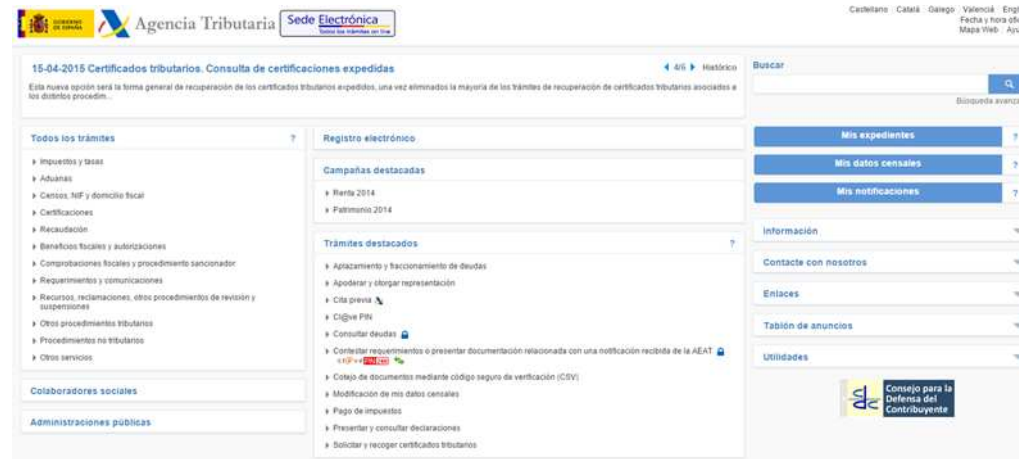 GOBIERNO DE ESPAÑA
Agencia Tributaria
Sede Electrónica
Todos los trámites on line
Castellano Català Galego Valencià Engl
Fecha y hora ofi
Mapa Web Ayu
15-04-2015 Certificados tributarios. Consulta de certificaciones expedidas
4/6 Histórico
Esta nueva opción será la forma general de recuperación de los certificados tributarios expedidos, una vez eliminados la mayoría de los trámites de recuperación de certificados tributarios asociados a
los distintos procedim...
Buscar
Búsqueda avanza
Todos los trámites ?
Impuestos y tasas
Aduanas
Censos, NIF y domicilio fiscal
Certificaciones
Recaudación
Beneficios fiscales y autorizaciones
Comprobaciones fiscales y procedimiento sancionador
Requerimientos y comunicaciones
Recursos, reclamaciones, otros procedimientos de revisión y
suspensiones
Otros procedimientos tributarios
Procedimientos no tributarios
Otros servicios
Colaboradores sociales
Administraciones públicas
Registro electrónico
Campañas destacadas
Renta 2014
Patrimonio 2014
Trámites destacados ?
Aplazamiento y fraccionamiento de deudas
Apoderar y otorgar representación
Cita previa
Cl@ve PIN
Consultar deudas
Contestar requerimientos o presentar documentación relacionada con una notificación recibida de la AEAT
cl@ve PIN 24H
Cotejo de documentos mediante código seguro de verificación (CSV)
Modificación de mis datos censales
Pago de impuestos
Presentar y consultar declaraciones
Solicitar y recoger certificados tributarios
Mis expedientes ?
Mis datos censales ?
Mis notificaciones ?
Información
Contacte con nosotros
Enlaces
Tablón de anuncios
Utilidades
Consejo para la
Defensa del
Contribuyente